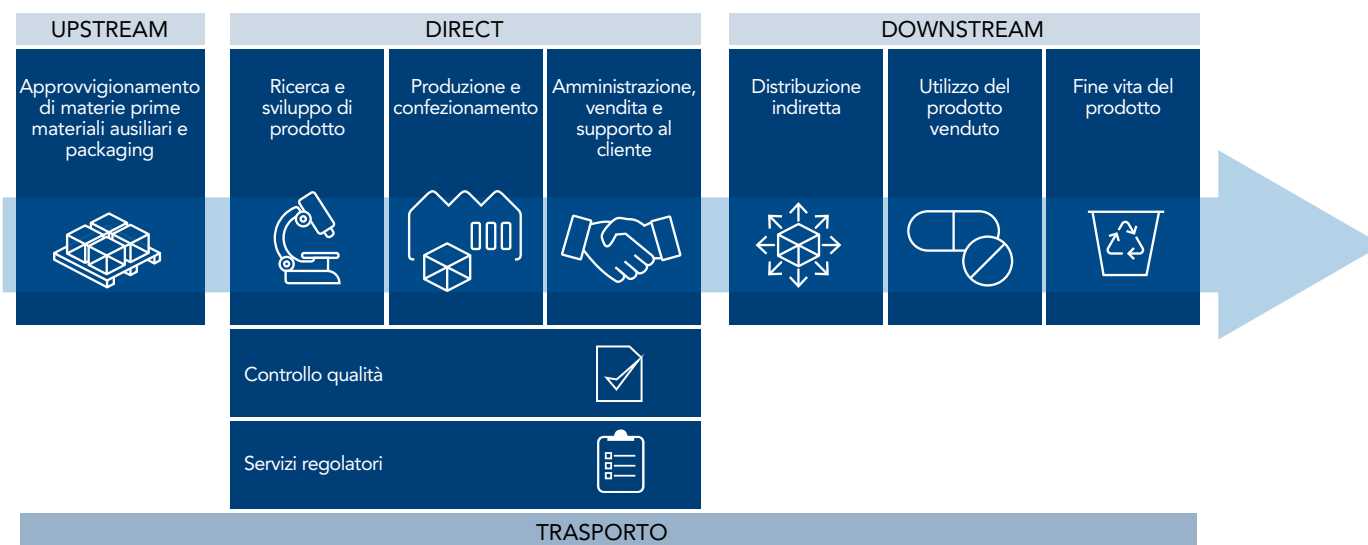 UPSTREAM
DIRECT
DOWNSTREAM
Approvvigionamento
di materie prime
materiali ausiliari e
packaging
Ricerca e
sviluppo di
prodotto
Produzione e
confezionamento
Amministrazione,
vendita e
supporto al
cliente
Distribuzione
indiretta
Utilizzo del
prodotto
venduto
Fine vita del
prodotto
Controllo qualità
Servizi regolatori
TRASPORTO